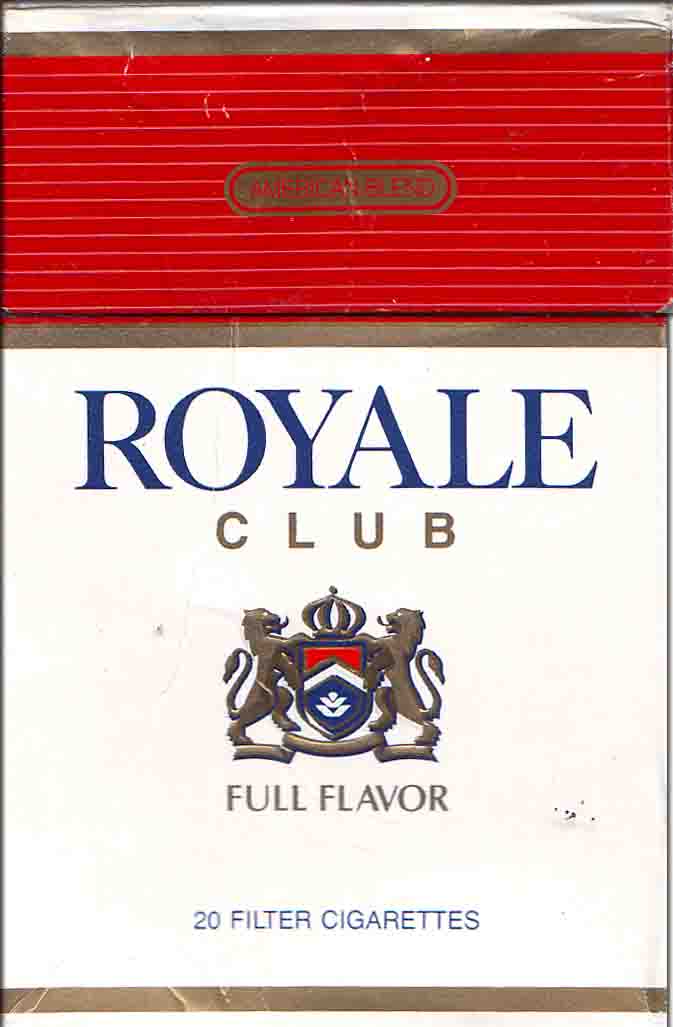 AMERICAN BLEND
ROYALE
CLUB
FULL FLAVOR
20 FILTER CIGARETTES